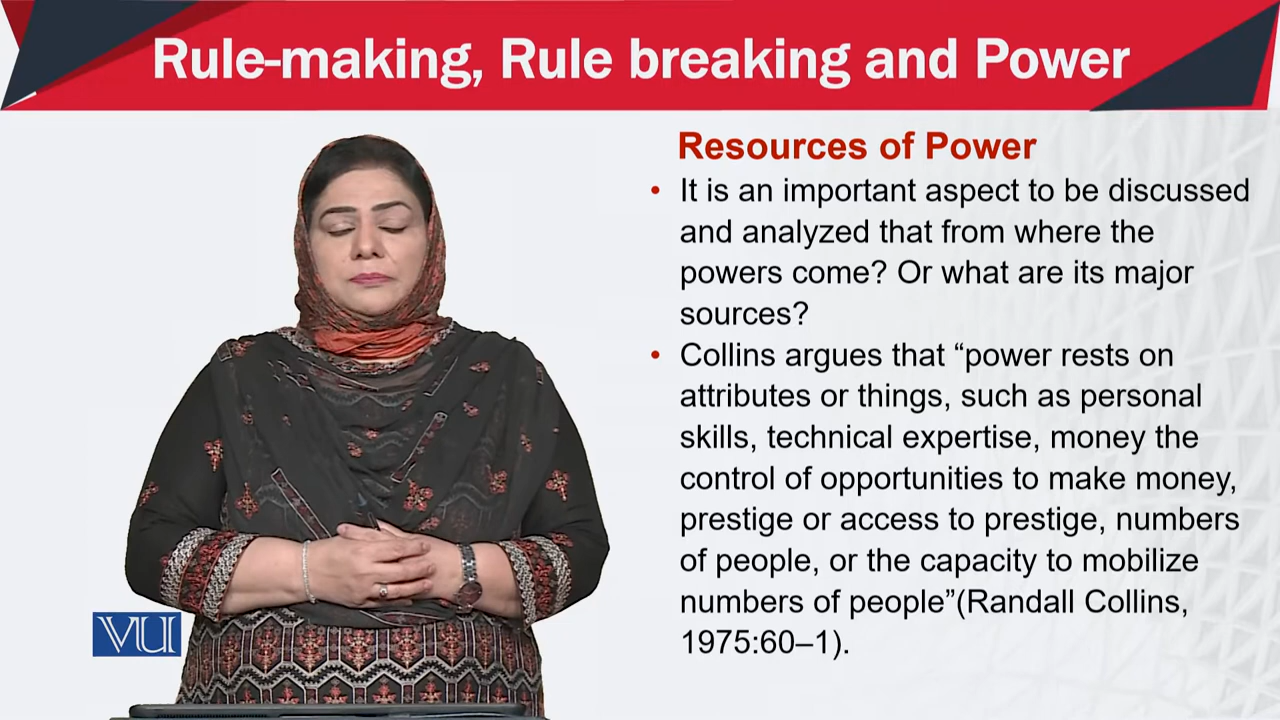 Rule-making, Rule breaking and Power
Resources of Power
• It is an important aspect to be discussed
and analyzed that from where the
powers come? Or what are its major
sources?
• Collins argues that “power rests on
attributes or things, such as personal
skills, technical expertise, money the
control of opportunities to make money,
prestige or access to prestige, numbers
of people, or the capacity to mobilize
numbers of people”(Randall Collins,
1975:60–1).
VU